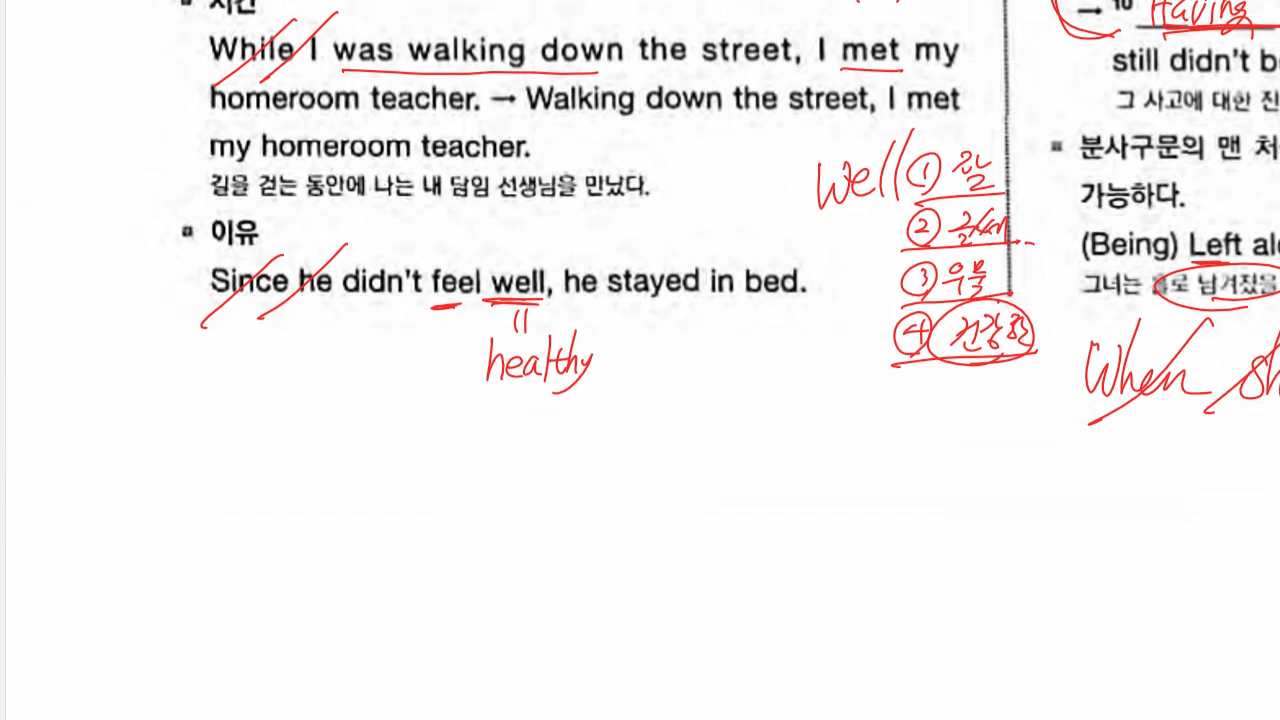 시간
While I was walking down the street, I met my
homeroom teacher. → Walking down the street, I met
my homeroom teacher.
길을 걷는 동안에 나는 내 담임 선생님을 만났다.
이유
Since he didn't feel well, he stayed in bed.
=
healthy
well ① 잘
② 글쎄...
③ 우물
④ 건강한
→ 10 Having
still didn't b
그 사고에 대한 진
분사구문의 맨 처
가능하다.
(Being) Left al
그녀는 홀로 남겨졌을
When sh